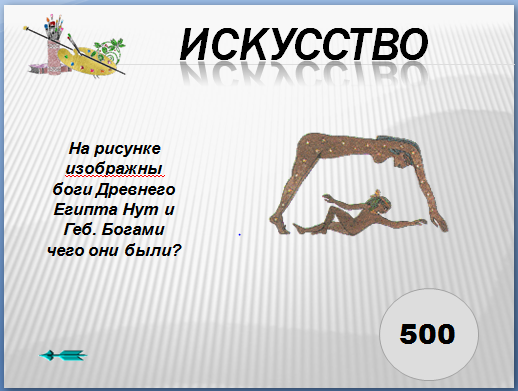 ИСКУССТВО
На рисунке
изображны
боги Древнего
Египта Нут и
Геб. Богами
чего они были?
500